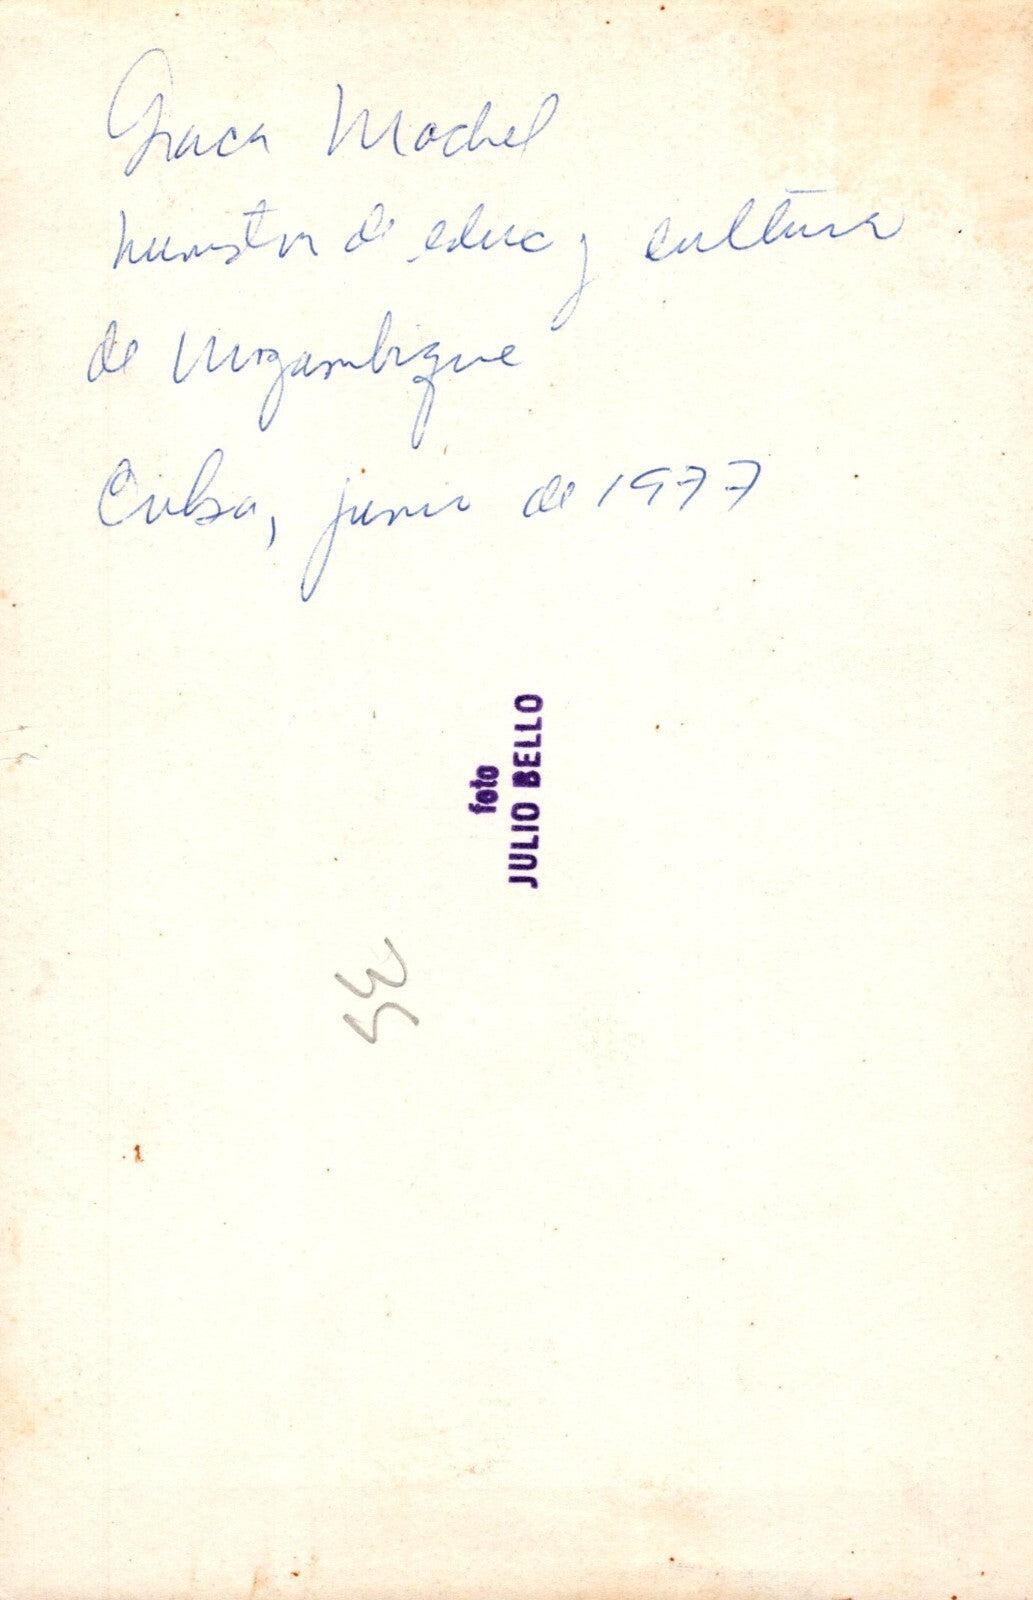 Graca Machel
ministra de educ y cultura
de Mozambique
Cuba, junio de 1977
foto
JULIO BELLO